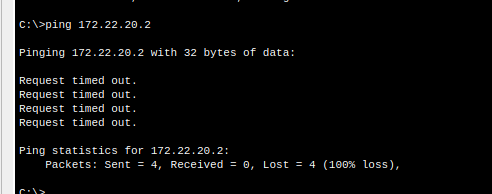 C:\>ping 172.22.20.2
Pinging 172.22.20.2 with 32 bytes of data:
Request timed out.
Request timed out.
Request timed out.
Request timed out.
Ping statistics for 172.22.20.2:
    Packets: Sent = 4, Received = 0, Lost = 4 (100% loss),
C:\>